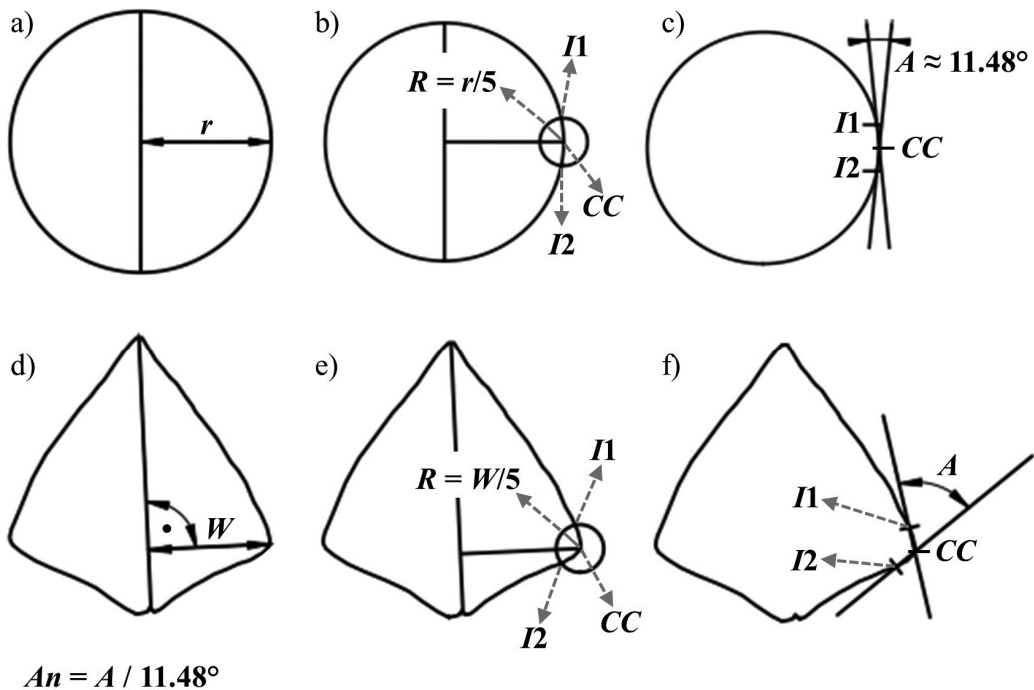 a)
r
b)
I1
R = r/5
CC
I2
c)
A ≈ 11.48°
I1
CC
I2
d)
W
e)
I1
R = W/5
CC
I2
f)
A
I1
CC
I2
An = A / 11.48°